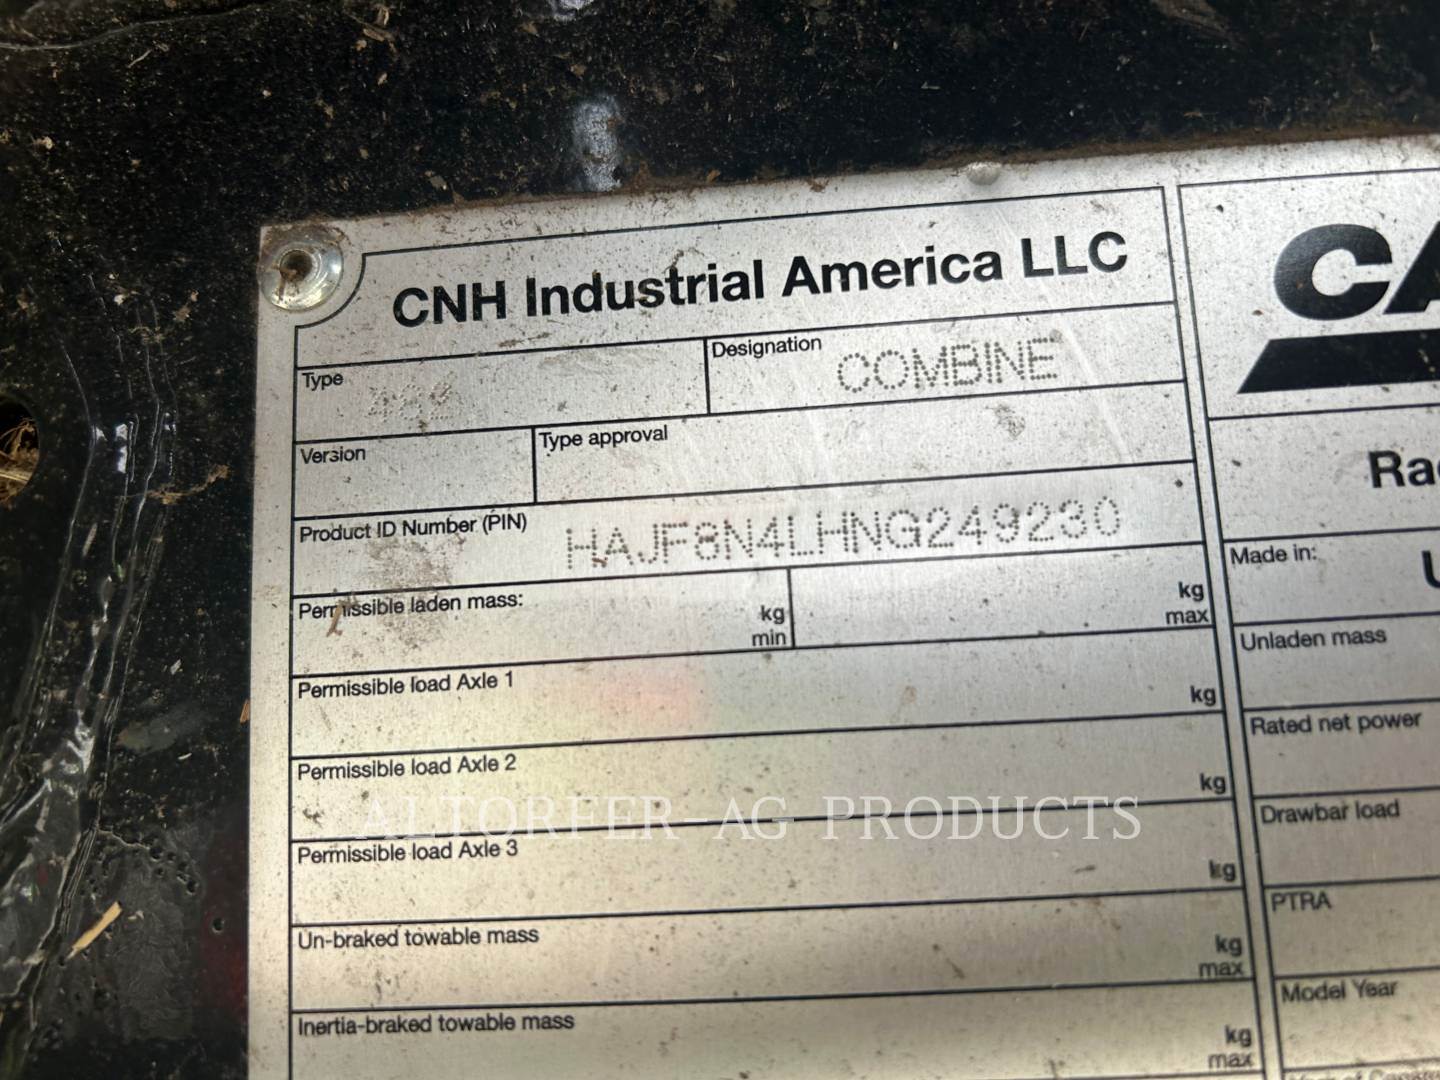 CNH Industrial America LLC
Type
482
Designation
COMBINE
Version
Type approval
Product ID Number (PIN)
HAJF8N4LHNG249230
Permissible laden mass:
kg
min
kg
max
Permissible load Axle 1
kg
Permissible load Axle 2
kg
ALTORFER-AG PRODUCTS
Permissible load Axle 3
kg
Un-braked towable mass
kg
max
Inertia-braked towable mass
kg
max
CA
Ra
Made in:
U
Unladen mass
Rated net power
Drawbar load
PTRA
Model Year